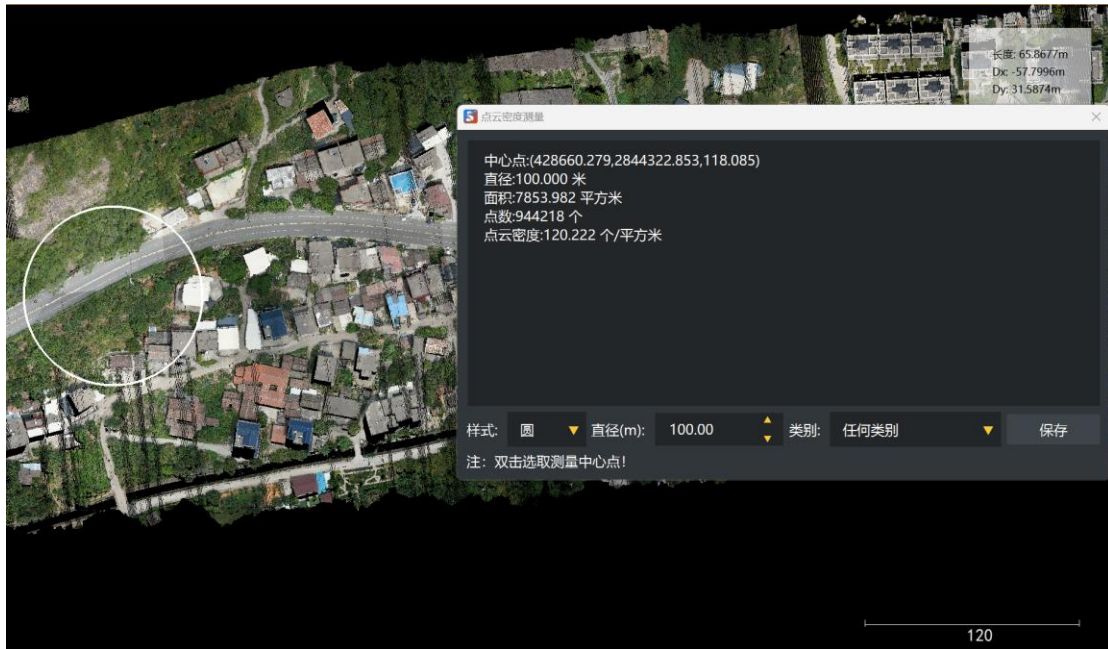 长度: 65.8677m
Dx: -57.7996m
Dy: 31.5874m
点云密度测量
中心点:(428660.279,2844322.853,118.085)
直径:100.000 米
面积:7853.982 平方米
点数:944218 个
点云密度:120.222 个/平方米
样式: 圆 直径(m): 100.00 类别: 任何类别 保存
注: 双击选取测量中心点!
120